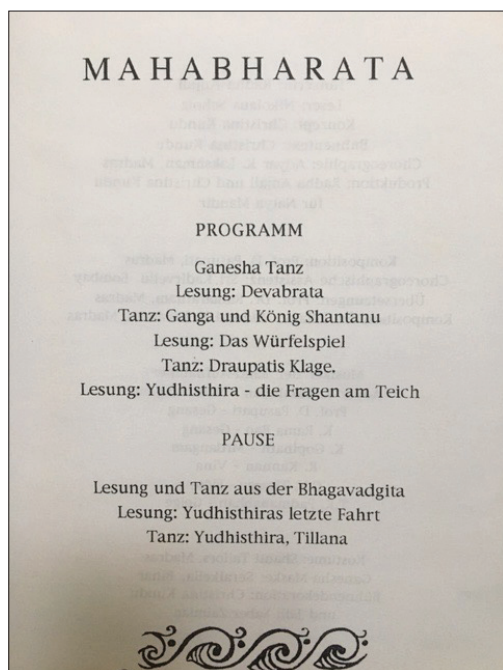 MAHABHARATA
PROGRAMM
Ganesha Tanz
Lesung: Devabrata
Tanz: Ganga und König Shantanu
Lesung: Das Würfelspiel
Tanz: Draupatis Klage.
Lesung: Yudhisthira - die Fragen am Teich
PAUSE
Lesung und Tanz aus der Bhagavadgita
Lesung: Yudhisthiras letzte Fahrt
Tanz: Yudhisthira, Tillana